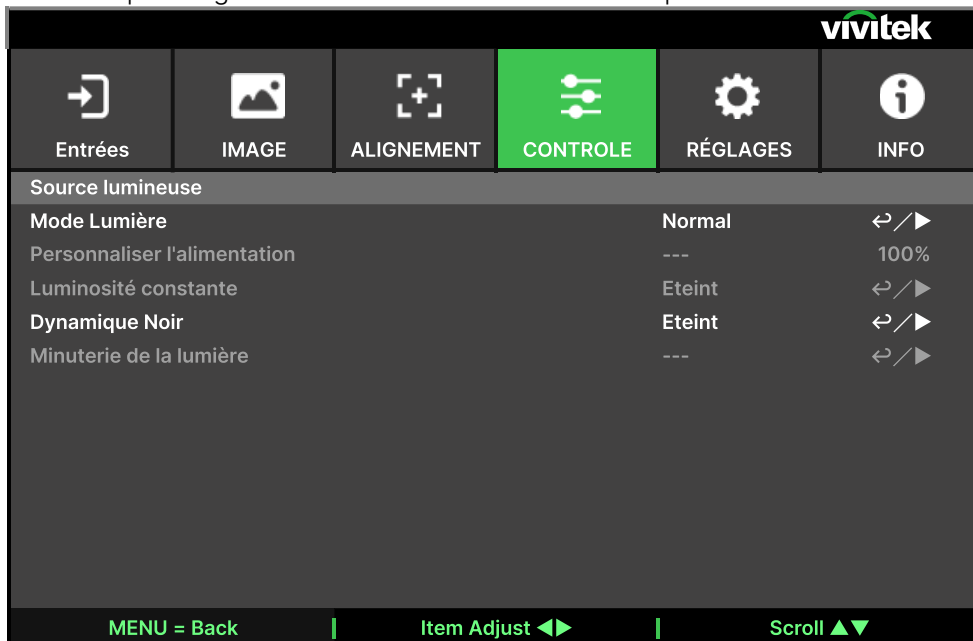 vivitek
Entrées IMAGE ALIGNEMENT CONTROLE RÉGLAGES INFO
Source lumineuse
Mode Lumière Normal
Personnaliser l'alimentation --- 100%
Luminosité constante Eteint
Dynamique Noir Eteint
Minuterie de la lumière ---
MENU = Back Item Adjust ◀▶ Scroll ▲▼